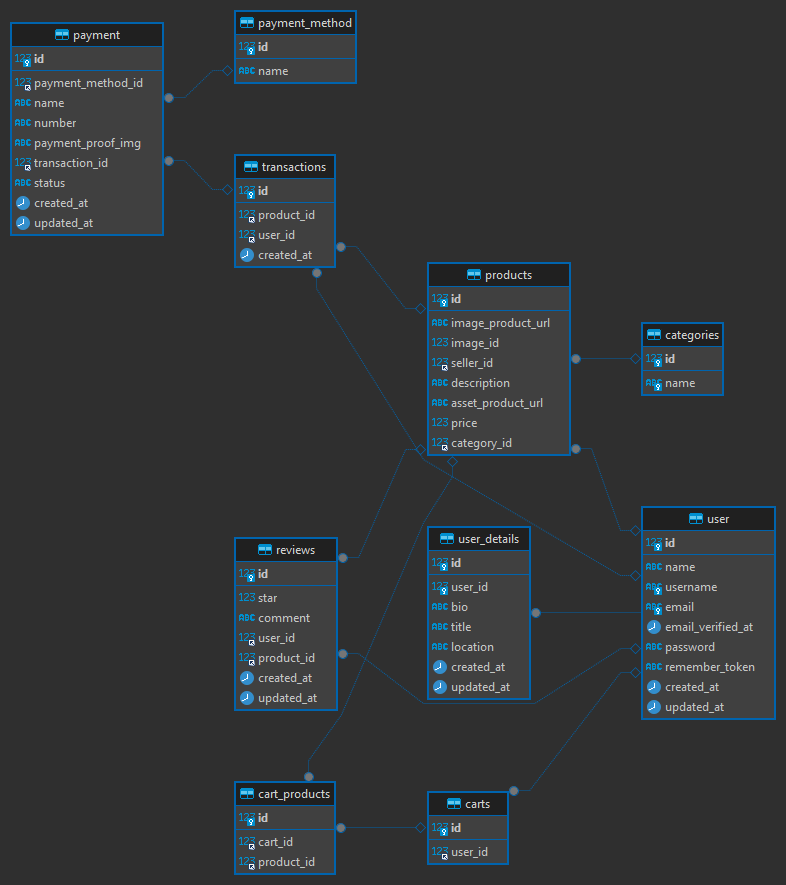 payment
123 id
123 payment_method_id
ABC name
ABC number
ABC payment_proof_img
123 transaction_id
ABC status
created_at
updated_at
payment_method
123 id
ABC name
transactions
123 id
123 product_id
123 user_id
created_at
products
123 id
ABC image_product_url
123 image_id
123 seller_id
ABC description
ABC asset_product_url
123 price
123 category_id
categories
123 id
ABC name
reviews
123 id
123 star
ABC comment
123 user_id
123 product_id
created_at
updated_at
user_details
123 id
123 user_id
ABC bio
ABC title
ABC location
created_at
updated_at
user
123 id
ABC name
ABC username
ABC email
email_verified_at
ABC password
ABC remember_token
created_at
updated_at
cart_products
123 id
123 cart_id
123 product_id
carts
123 id
123 user_id